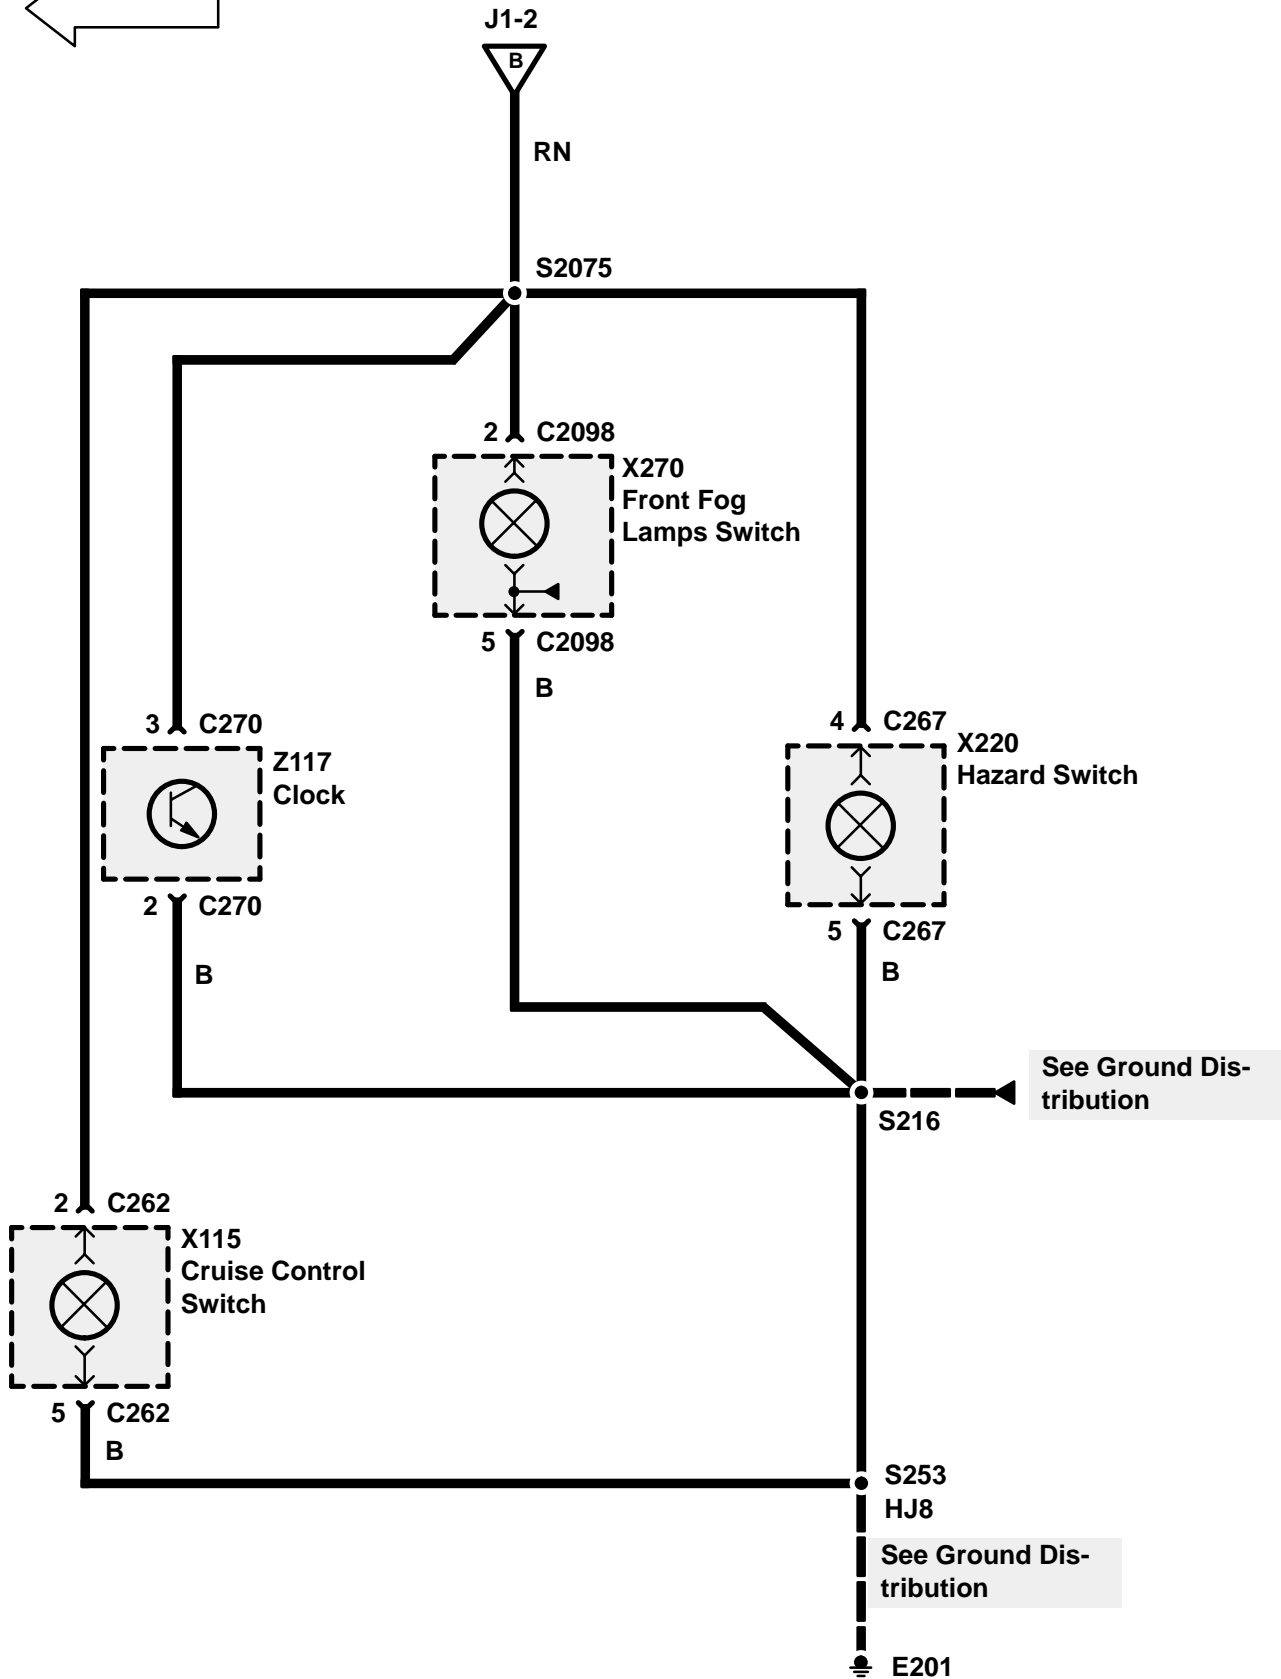 J1-2
B
RN
S2075
2 C2098
X270
Front Fog
Lamps Switch
5 C2098
B
3 C270
Z117
Clock
2 C270
B
4 C267
X220
Hazard Switch
5 C267
B
See Ground Dis-
tribution
S216
2 C262
X115
Cruise Control
Switch
5 C262
B
S253
HJ8
See Ground Dis-
tribution
E201